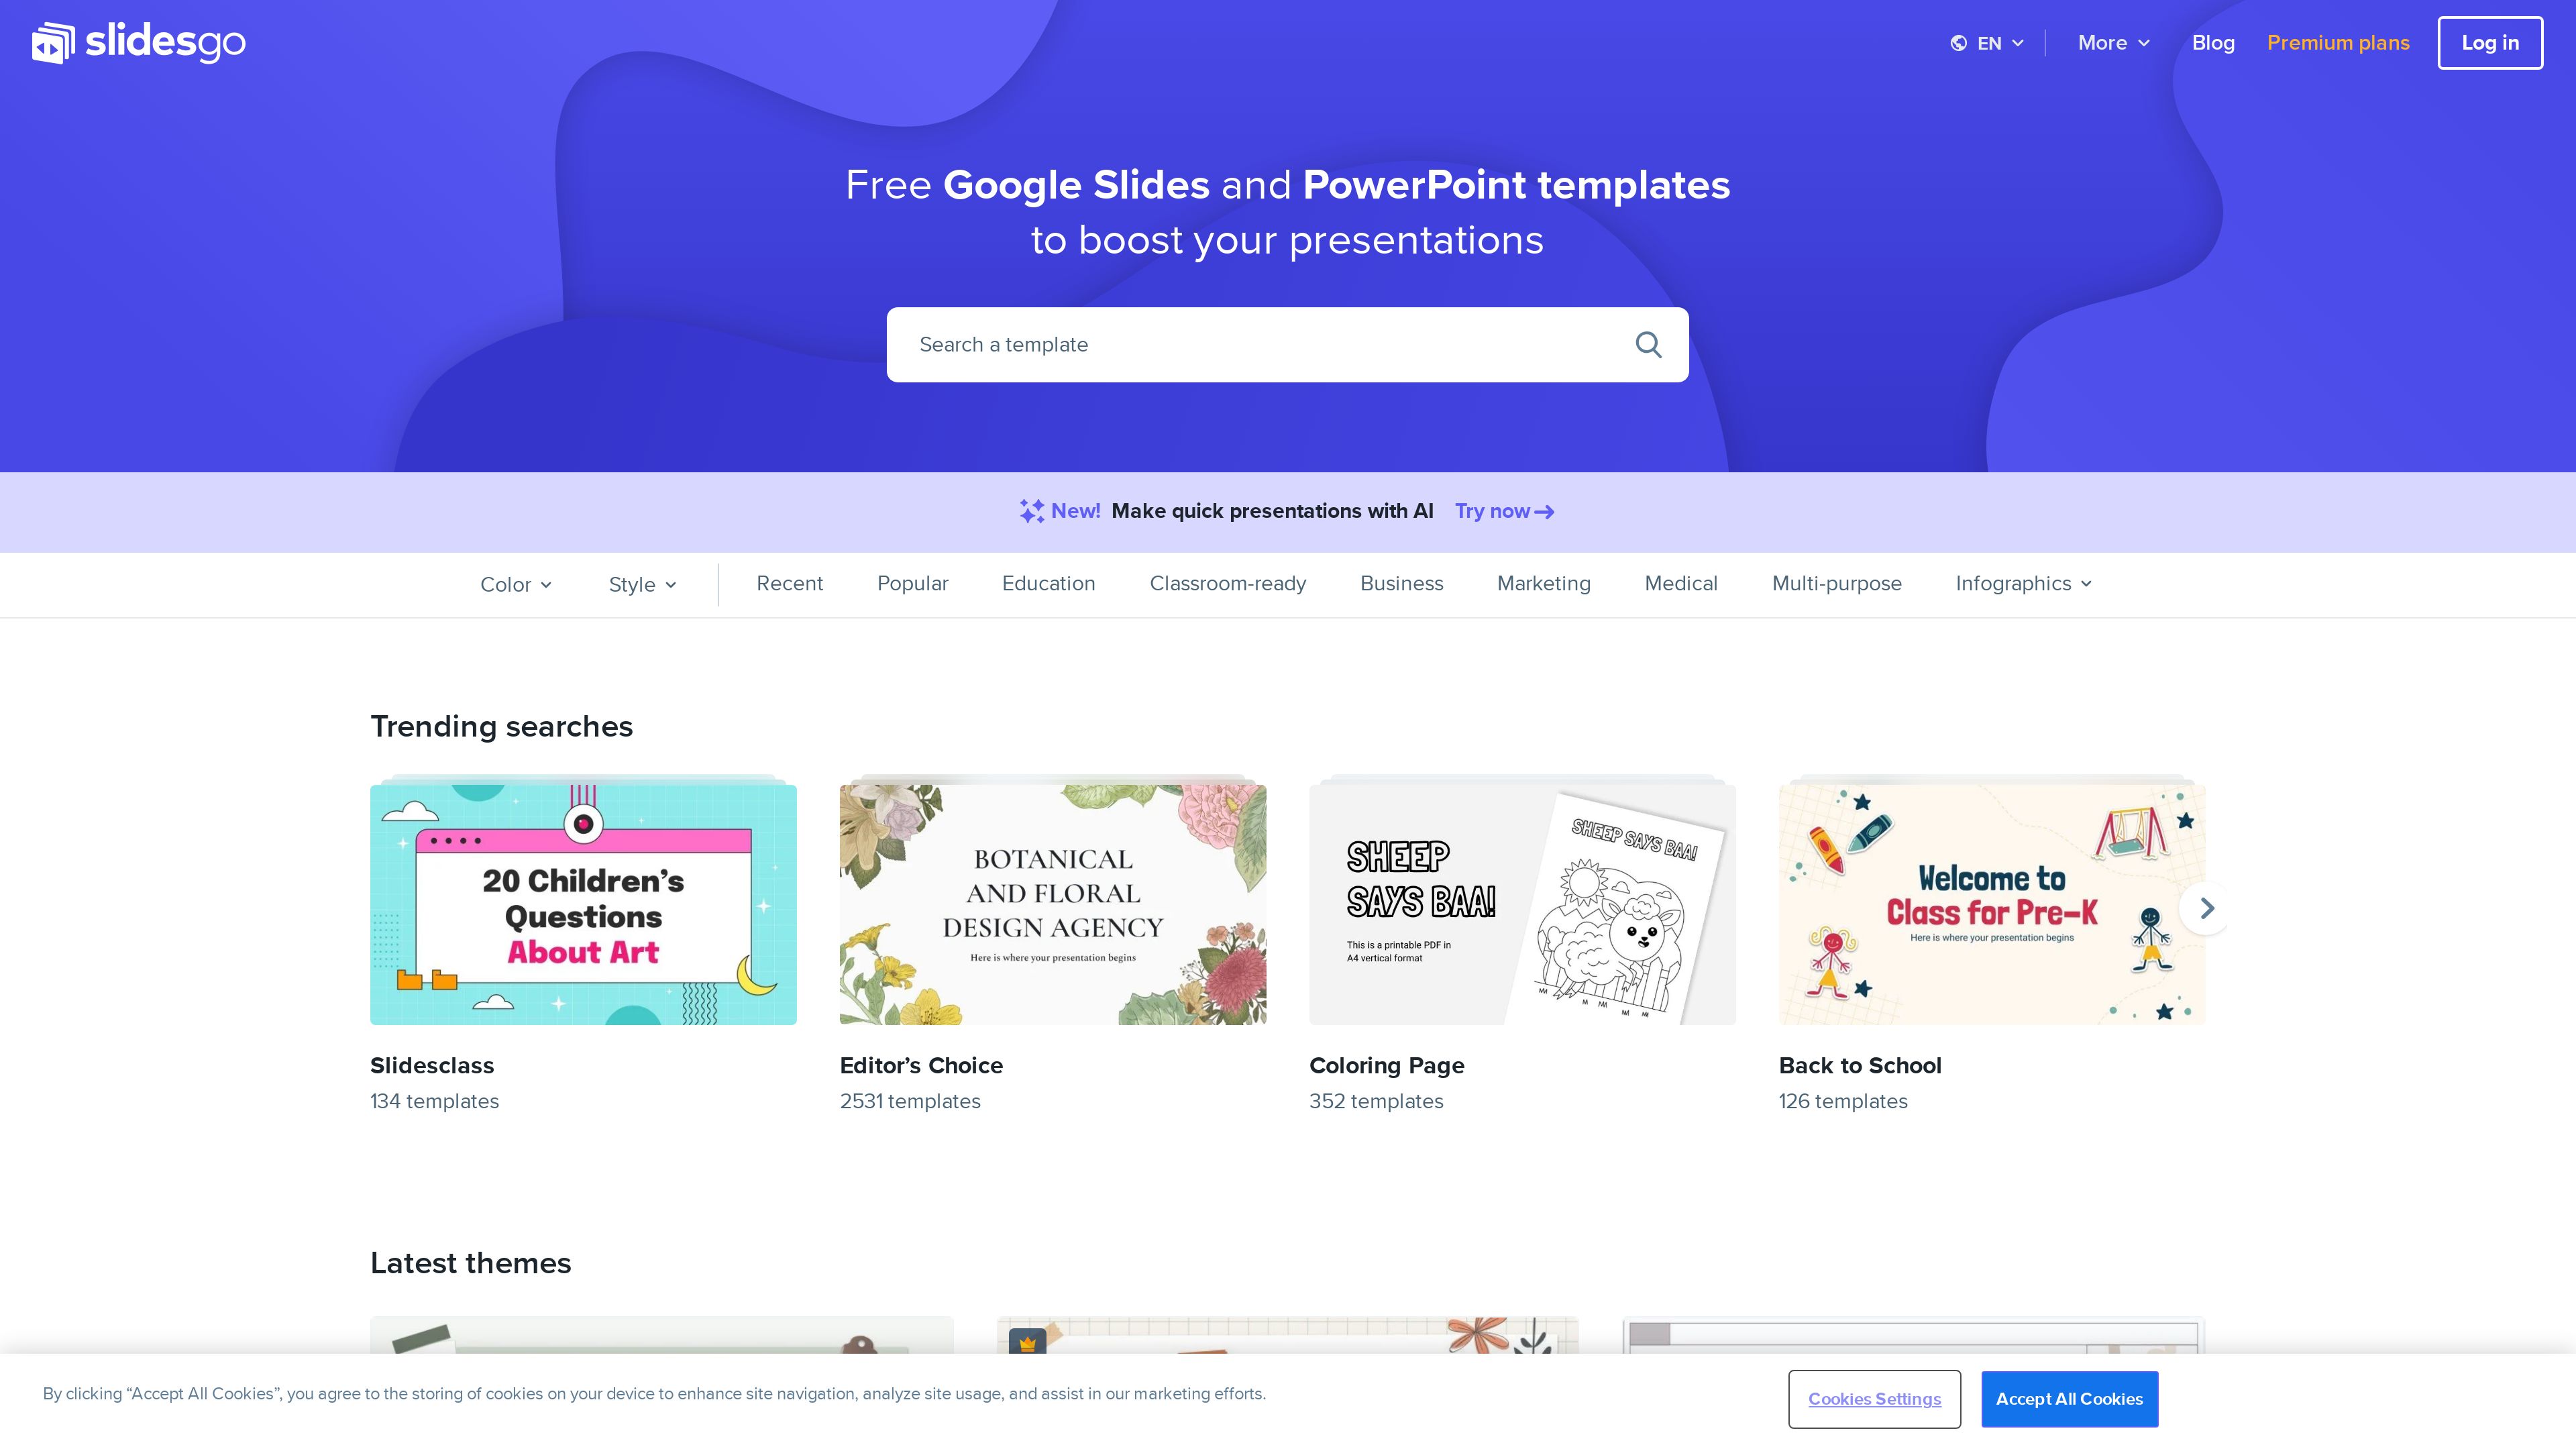 slidesgo
EN
More
Blog
Premium plans
Log in
Free Google Slides and PowerPoint templates
to boost your presentations
Search a template
New! Make quick presentations with AI Try now
Color
Style
Recent
Popular
Education
Classroom-ready
Business
Marketing
Medical
Multi-purpose
Infographics
Trending searches
20 Children’s
Questions
About Art
Slidesclass
134 templates
BOTANICAL
AND FLORAL
DESIGN AGENCY
Here is where your presentation begins
Editor’s Choice
2531 templates
SHEEP
SAYS BAA!
This is a printable PDF in
A4 vertical format
SHEEP SAYS BAA!
Coloring Page
352 templates
Welcome to
Class for Pre-K
Here is where your presentation begins
Back to School
126 templates
Latest themes
By clicking “Accept All Cookies”, you agree to the storing of cookies on your device to enhance site navigation, analyze site usage, and assist in our marketing efforts.
Cookies Settings
Accept All Cookies